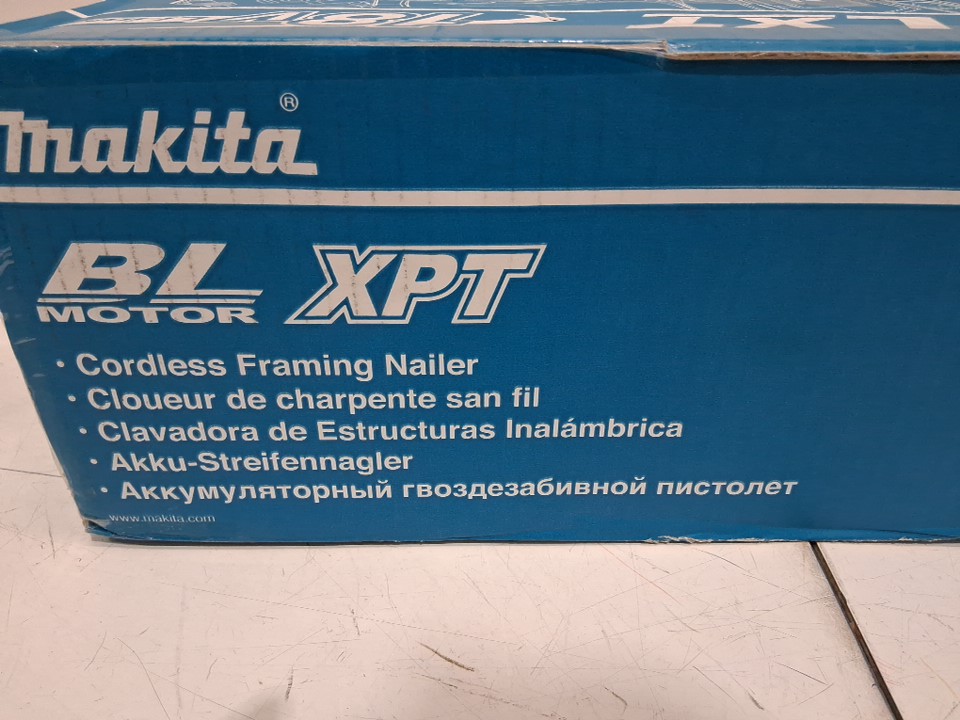 LXT
makita®
BL
MOTOR
XPT
· Cordless Framing Nailer
· Cloueur de charpente san fil
· Clavadora de Estructuras Inalámbrica
· Akku-Streifennagler
· Аккумуляторный гвоздезабивной пистолет
www.makita.com